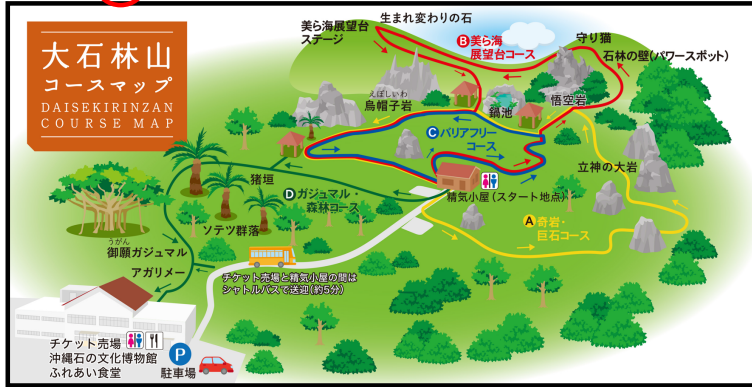 大石林山
コースマップ
DAISEKIRINZAN
COURSE MAP
美ら海展望台
ステージ
生まれ変わりの石
B美ら海
展望台コース
守り猫
石林の壁(パワースポット)
えぼしいわ
烏帽子岩
鍋池
悟空岩
Cバリアフリー
コース
立神の大岩
猪垣
精気小屋(スタート地点)
Dガジュマル・
森林コース
A奇岩・
巨石コース
ソテツ群落
うがん
御願ガジュマル
アガリメー
チケット売場と精気小屋の間は
シャトルバスで送迎(約5分)
チケット売場
沖縄石の文化博物館
ふれあい食堂
P
駐車場